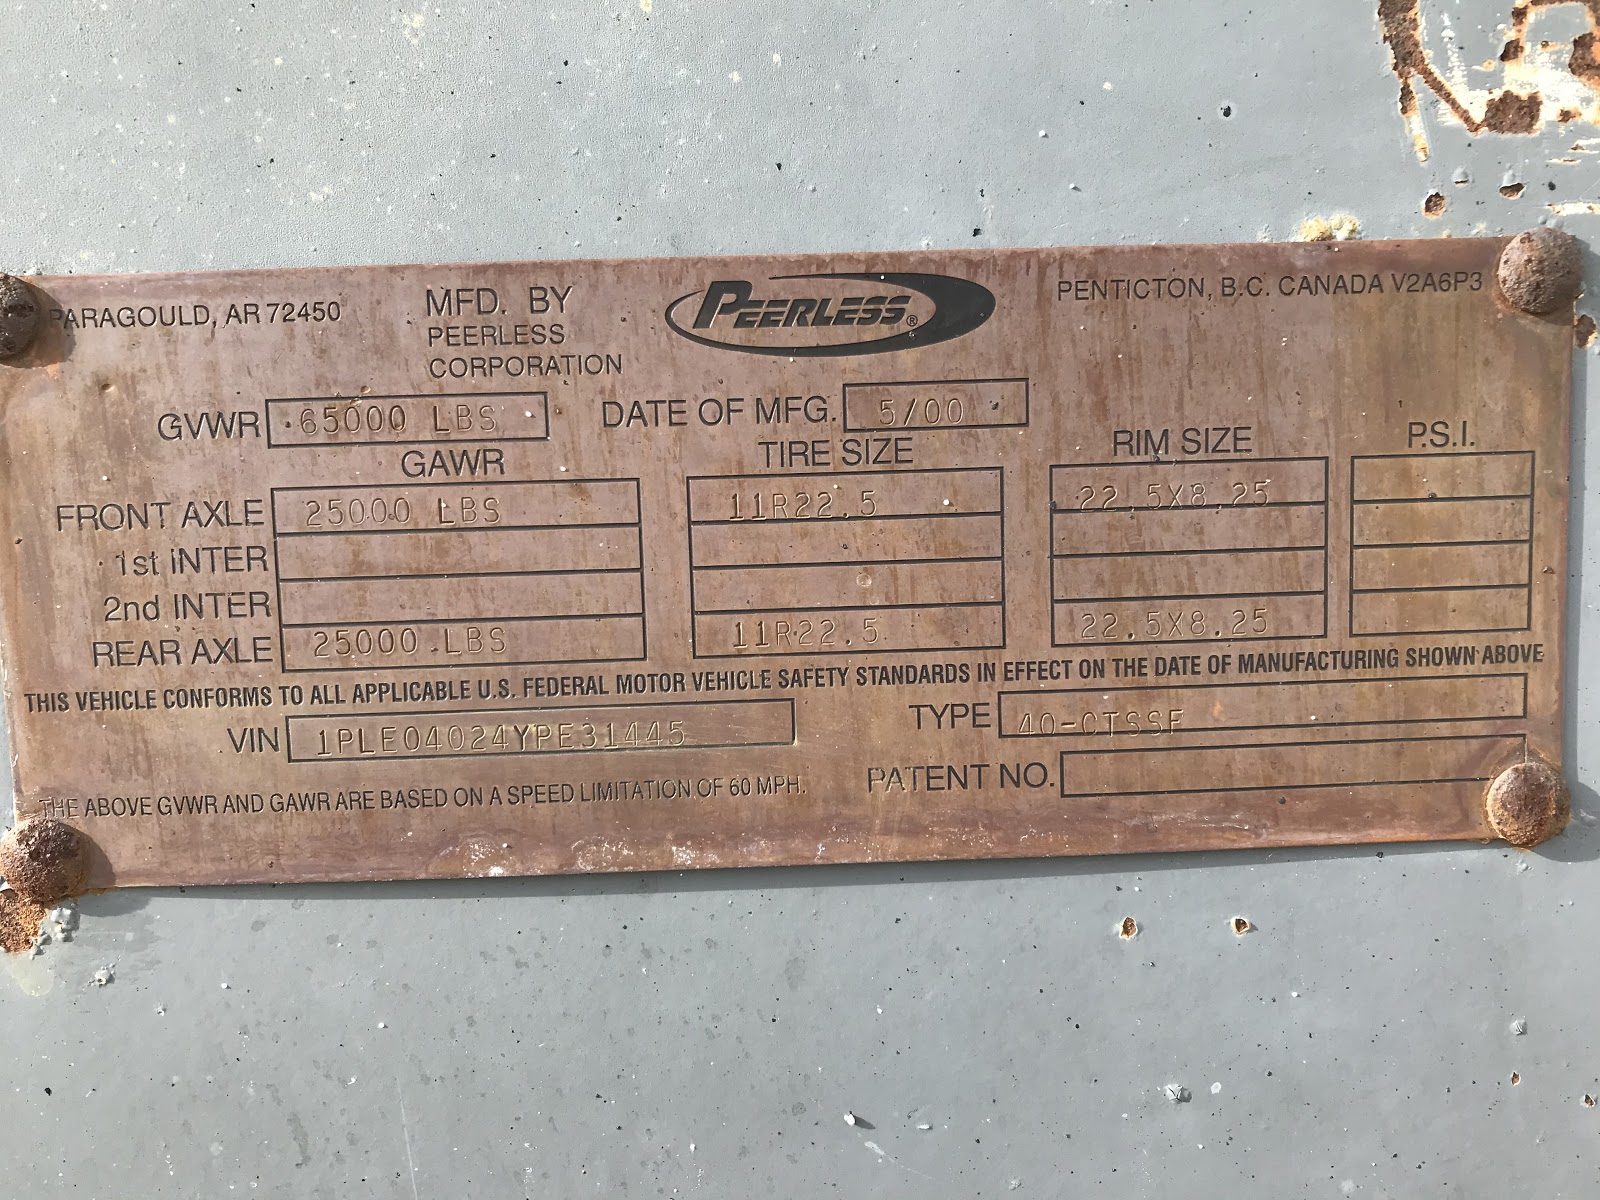 PARAGOULD, AR 72450
MFD. BY
PEERLESS
CORPORATION
PEERLESS®
PENTICTON, B.C. CANADA V2A6P3
GVWR 65000 LBS DATE OF MFG. 5/00
GAWR TIRE SIZE RIM SIZE P.S.I.
FRONT AXLE 25000 LBS 11R22.5 22.5X8.25
1st INTER
2nd INTER
REAR AXLE 25000 LBS 11R22.5 22.5X8.25
THIS VEHICLE CONFORMS TO ALL APPLICABLE U.S. FEDERAL MOTOR VEHICLE SAFETY STANDARDS IN EFFECT ON THE DATE OF MANUFACTURING SHOWN ABOVE
VIN 1PLE04024YPE31445 TYPE 40-CTSSF
PATENT NO.
THE ABOVE GVWR AND GAWR ARE BASED ON A SPEED LIMITATION OF 60 MPH.